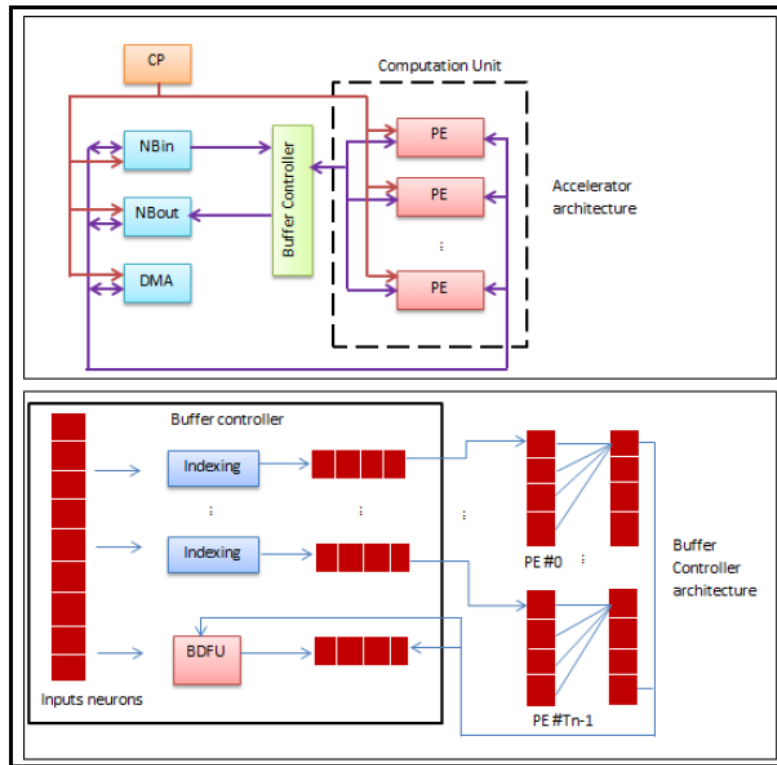 CP
Computation Unit
NBin
PE
Buffer Controller
NBout
PE
Accelerator
architecture
DMA
PE
Buffer controller
Indexing
Indexing
PE #0
Buffer
Controller
architecture
BDFU
Inputs neurons
PE #Tn-1